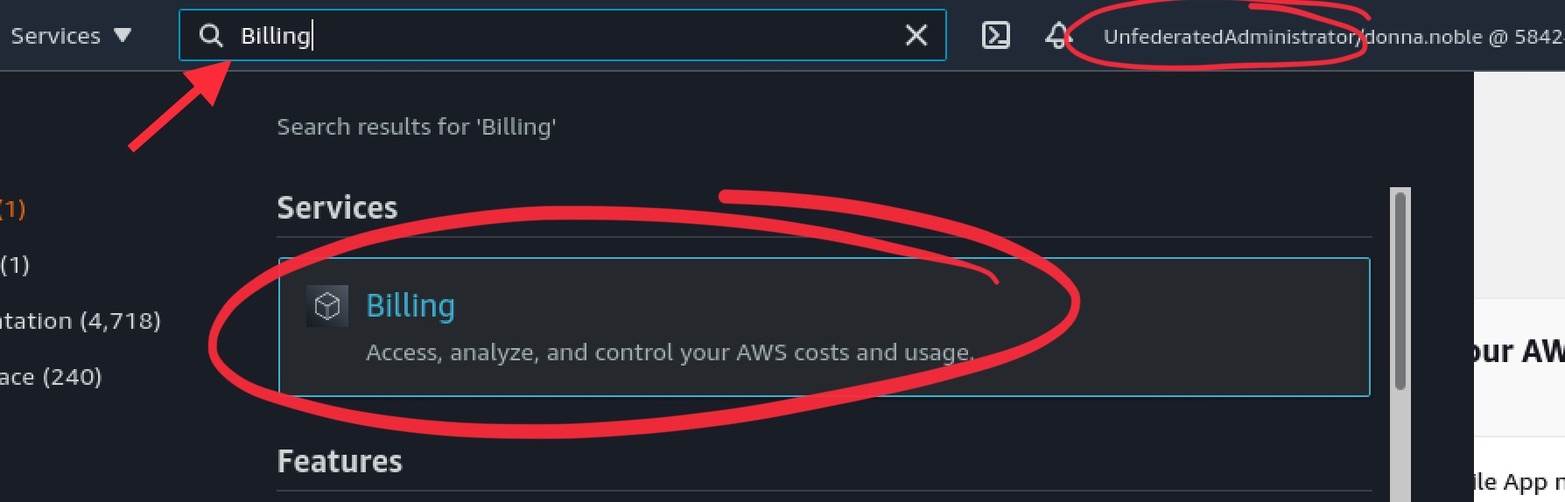 Services ▼
Billing
UnfederatedAdministrator/donna.noble @ 5842
Search results for 'Billing'
(1)
(1)
ntation (4,718)
ace (240)
Services
Billing
Access, analyze, and control your AWS costs and usage.
Features
our AW
ile App